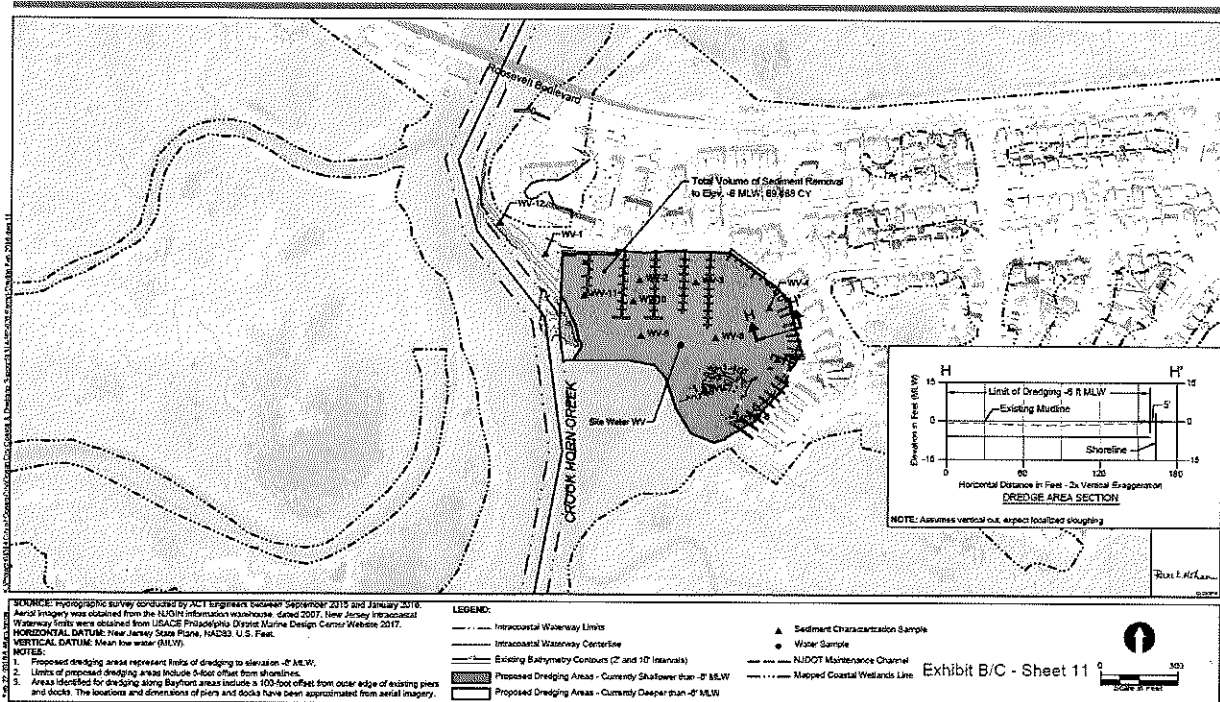 Roosevelt Boulevard
Total Volume of Sediment Removal
to Elev. -6 MLW: 69,668 CY
WV-12
WV-1
WV-2
WV-3
WV-4
WV-11
WV-10
H'
H
Site Water WV
CROOK HORN CREEK
H H'
Limit of Dredging -6 ft MLW
5'
Existing Mudline
Shoreline
15 15
0 0
-15 -15
Elevation in Feet (MLW)
0 60 120 180
Horizontal Distance in Feet - 2x Vertical Exaggeration
DREDGE AREA SECTION
NOTE: Assumes vertical cut, expect localized sloughing
SOURCE: Hydrographic survey conducted by ACT Engineers between September 2015 and January 2016.
Aerial imagery was obtained from the NJGIN information warehouse, dated 2007. New Jersey Intracoastal
Waterway limits were obtained from USACE Philadelphia District Marine Design Center Website 2017.
HORIZONTAL DATUM: New Jersey State Plane, NAD83, U.S. Feet.
VERTICAL DATUM: Mean low water (MLW).
NOTES:
1. Proposed dredging areas represent limits of dredging to elevation -6' MLW.
2. Limits of proposed dredging areas include 5-foot offset from shorelines.
3. Areas identified for dredging along Bayfront areas include a 100-foot offset from outer edge of existing piers
and docks. The locations and dimensions of piers and docks have been approximated from aerial imagery.
LEGEND:
Intracoastal Waterway Limits
Intracoastal Waterway Centerline
Existing Bathymetry Contours (2' and 10' Intervals)
Proposed Dredging Areas - Currently Shallower than -6' MLW
Proposed Dredging Areas - Currently Deeper than -6' MLW
Sediment Characterization Sample
Water Sample
NJDOT Maintenance Channel
Mapped Coastal Wetlands Line
Exhibit B/C - Sheet 11
0 300
Scale in Feet